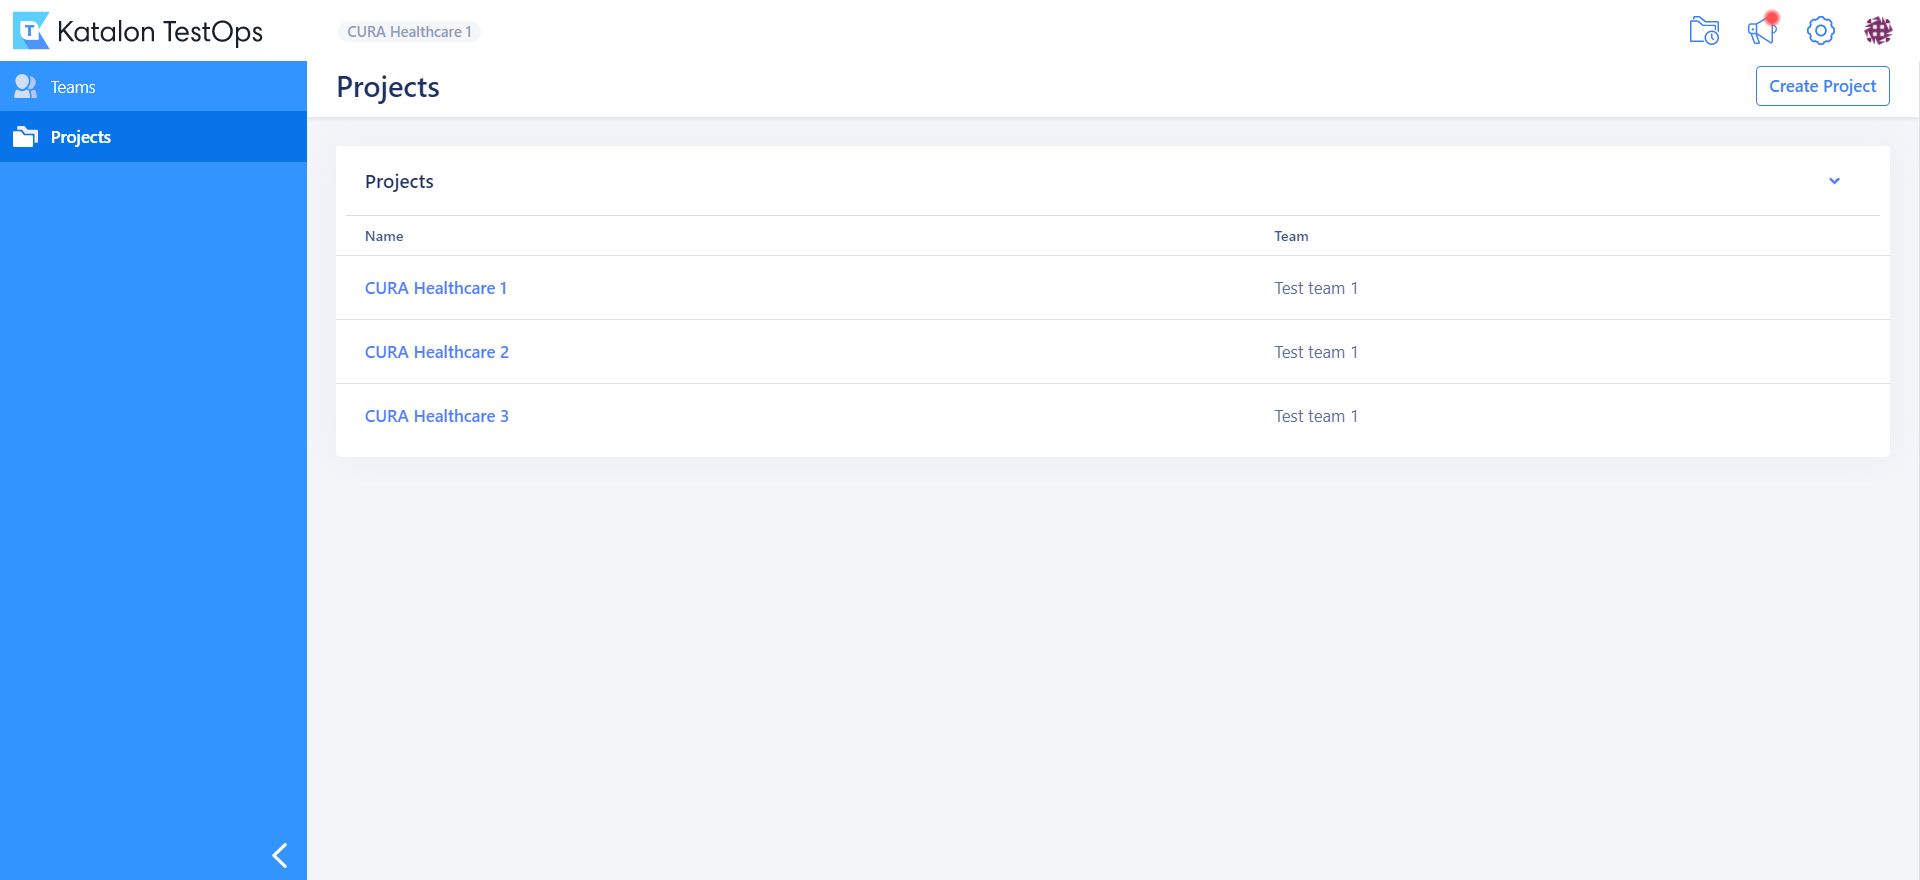 Katalon TestOps
CURA Healthcare 1
Teams
Projects
Projects
Create Project
Projects
Name Team
CURA Healthcare 1 Test team 1
CURA Healthcare 2 Test team 1
CURA Healthcare 3 Test team 1